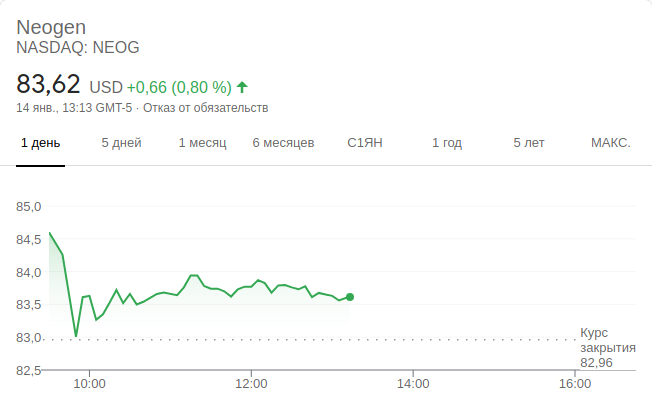 Neogen
NASDAQ: NEOG
83,62 USD +0,66 (0,80 %)
14 янв., 13:13 GMT-5 · Отказ от обязательств
1 день 5 дней 1 месяц 6 месяцев С1ЯН 1 год 5 лет МАКС.
85,0
84,5
84,0
83,5
83,0
82,5
Курс
закрытия
82,96
10:00 12:00 14:00 16:00